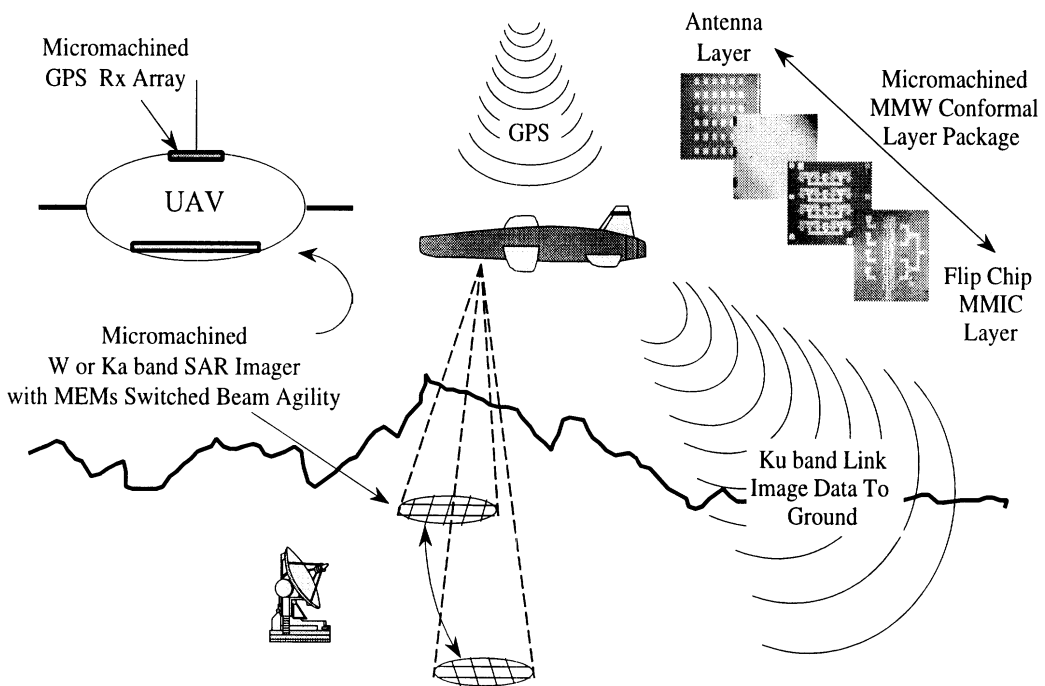 Micromachined
GPS Rx Array
UAV
Micromachined
W or Ka band SAR Imager
with MEMs Switched Beam Agility
GPS
Antenna
Layer
Micromachined
MMW Conformal
Layer Package
Flip Chip
MMIC
Layer
Ku band Link
Image Data To
Ground